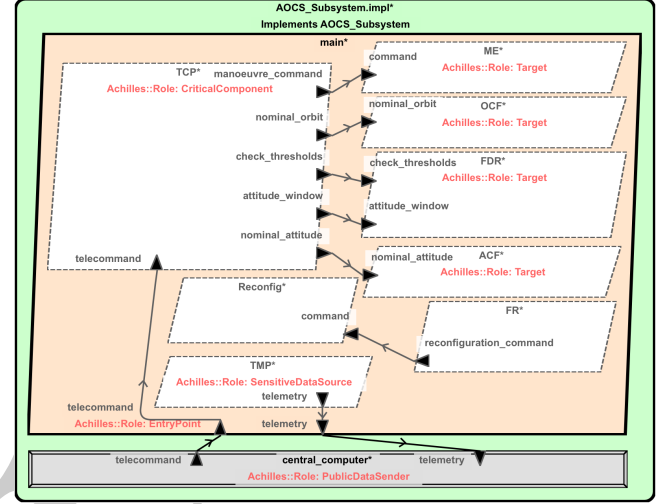 AOCS_Subsystem.impl*
Implements AOCS_Subsystem
main*
TCP*
manoeuvre_command
Achilles::Role: CriticalComponent
nominal_orbit
check_thresholds
attitude_window
nominal_attitude
telecommand
command
ME*
Achilles::Role: Target
nominal_orbit
OCF*
Achilles::Role: Target
check_thresholds
FDR*
Achilles::Role: Target
attitude_window
nominal_attitude
ACF*
Achilles::Role: Target
Reconfig*
command
FR*
reconfiguration_command
TMP*
Achilles::Role: SensitiveDataSource
telemetry
telecommand
Achilles::Role: EntryPoint
telemetry
telecommand
central_computer*
telemetry
Achilles::Role: PublicDataSender